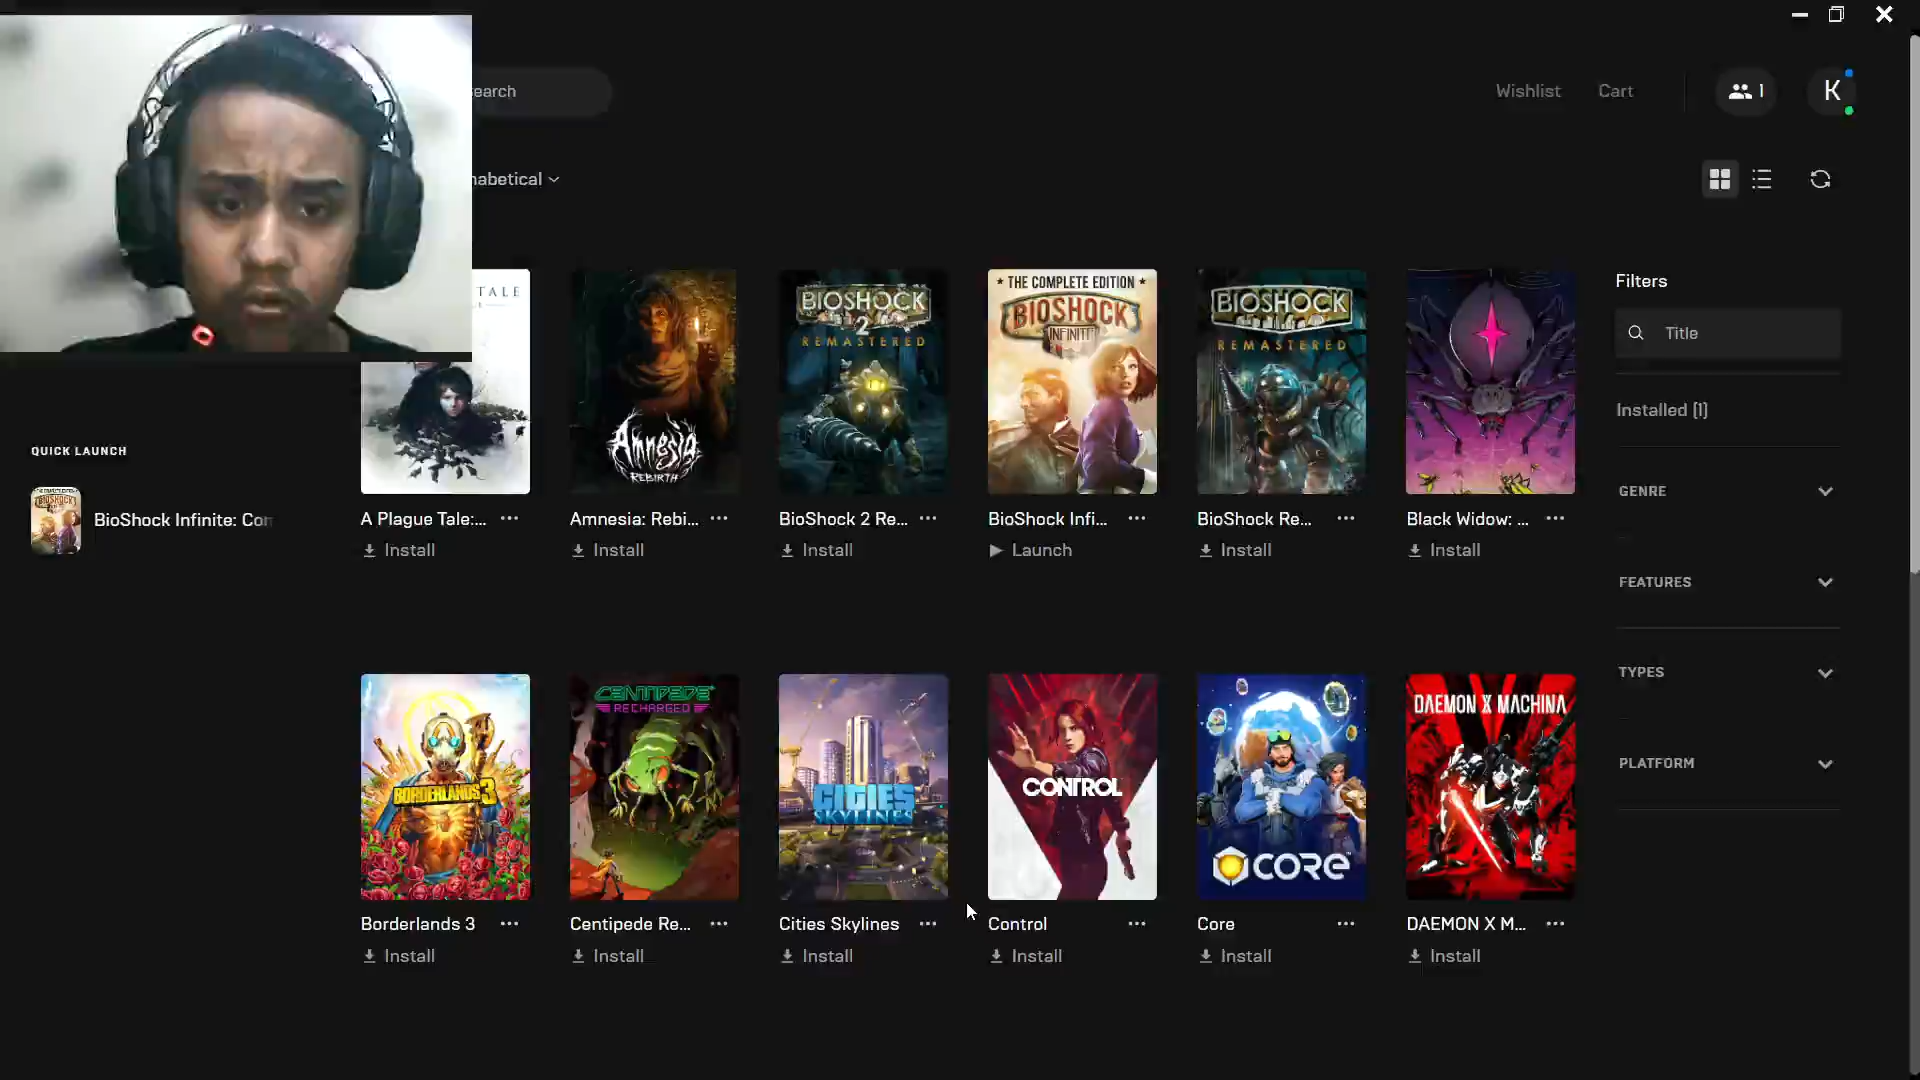 earch
Wishlist
Cart
1
K
habetical
Filters
Title
Installed (1)
GENRE
FEATURES
TYPES
PLATFORM
QUICK LAUNCH
BioShock Infinite: Con
TALE
A Plague Tale:...
Install
Amnesia
REBIRTH
Amnesia: Rebi...
Install
BIOSHOCK
2
REMASTERED
BioShock 2 Re...
Install
THE COMPLETE EDITION
BIOSHOCK
INFINITE
BioShock Infi...
Launch
BIOSHOCK
REMASTERED
BioShock Re...
Install
Black Widow: ...
Install
BORDERLANDS 3
Borderlands 3
Install
CENTIPEDE
RECHARGED
Centipede Re...
Install
CITIES
SKYLINES
Cities Skylines
Install
CONTROL
Control
Install
CORE
Core
Install
DAEMON X MACHINA
DAEMON X M...
Install